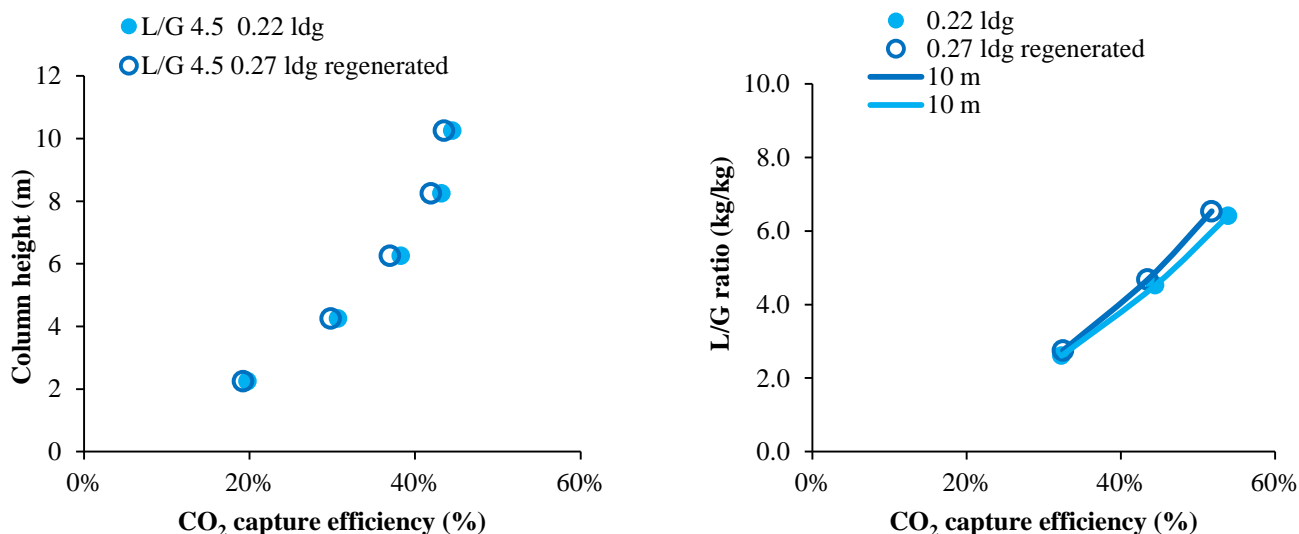 L/G 4.5  0.22 ldg
L/G 4.5 0.27 ldg regenerated
12
10
8
6
4
2
0
Column height (m)
0%
20%
40%
60%
CO₂ capture efficiency (%)
0.22 ldg
0.27 ldg regenerated
10 m
10 m
10.0
8.0
6.0
4.0
2.0
0.0
L/G ratio (kg/kg)
0%
20%
40%
60%
CO₂ capture efficiency (%)